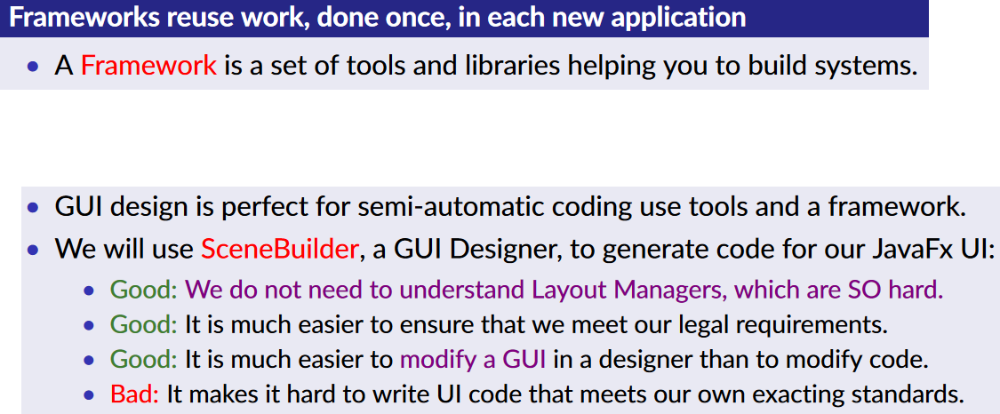 Frameworks reuse work, done once, in each new application
• A Framework is a set of tools and libraries helping you to build systems.
• GUI design is perfect for semi-automatic coding use tools and a framework.
• We will use SceneBuilder, a GUI Designer, to generate code for our JavaFx UI:
• Good: We do not need to understand Layout Managers, which are SO hard.
• Good: It is much easier to ensure that we meet our legal requirements.
• Good: It is much easier to modify a GUI in a designer than to modify code.
• Bad: It makes it hard to write UI code that meets our own exacting standards.